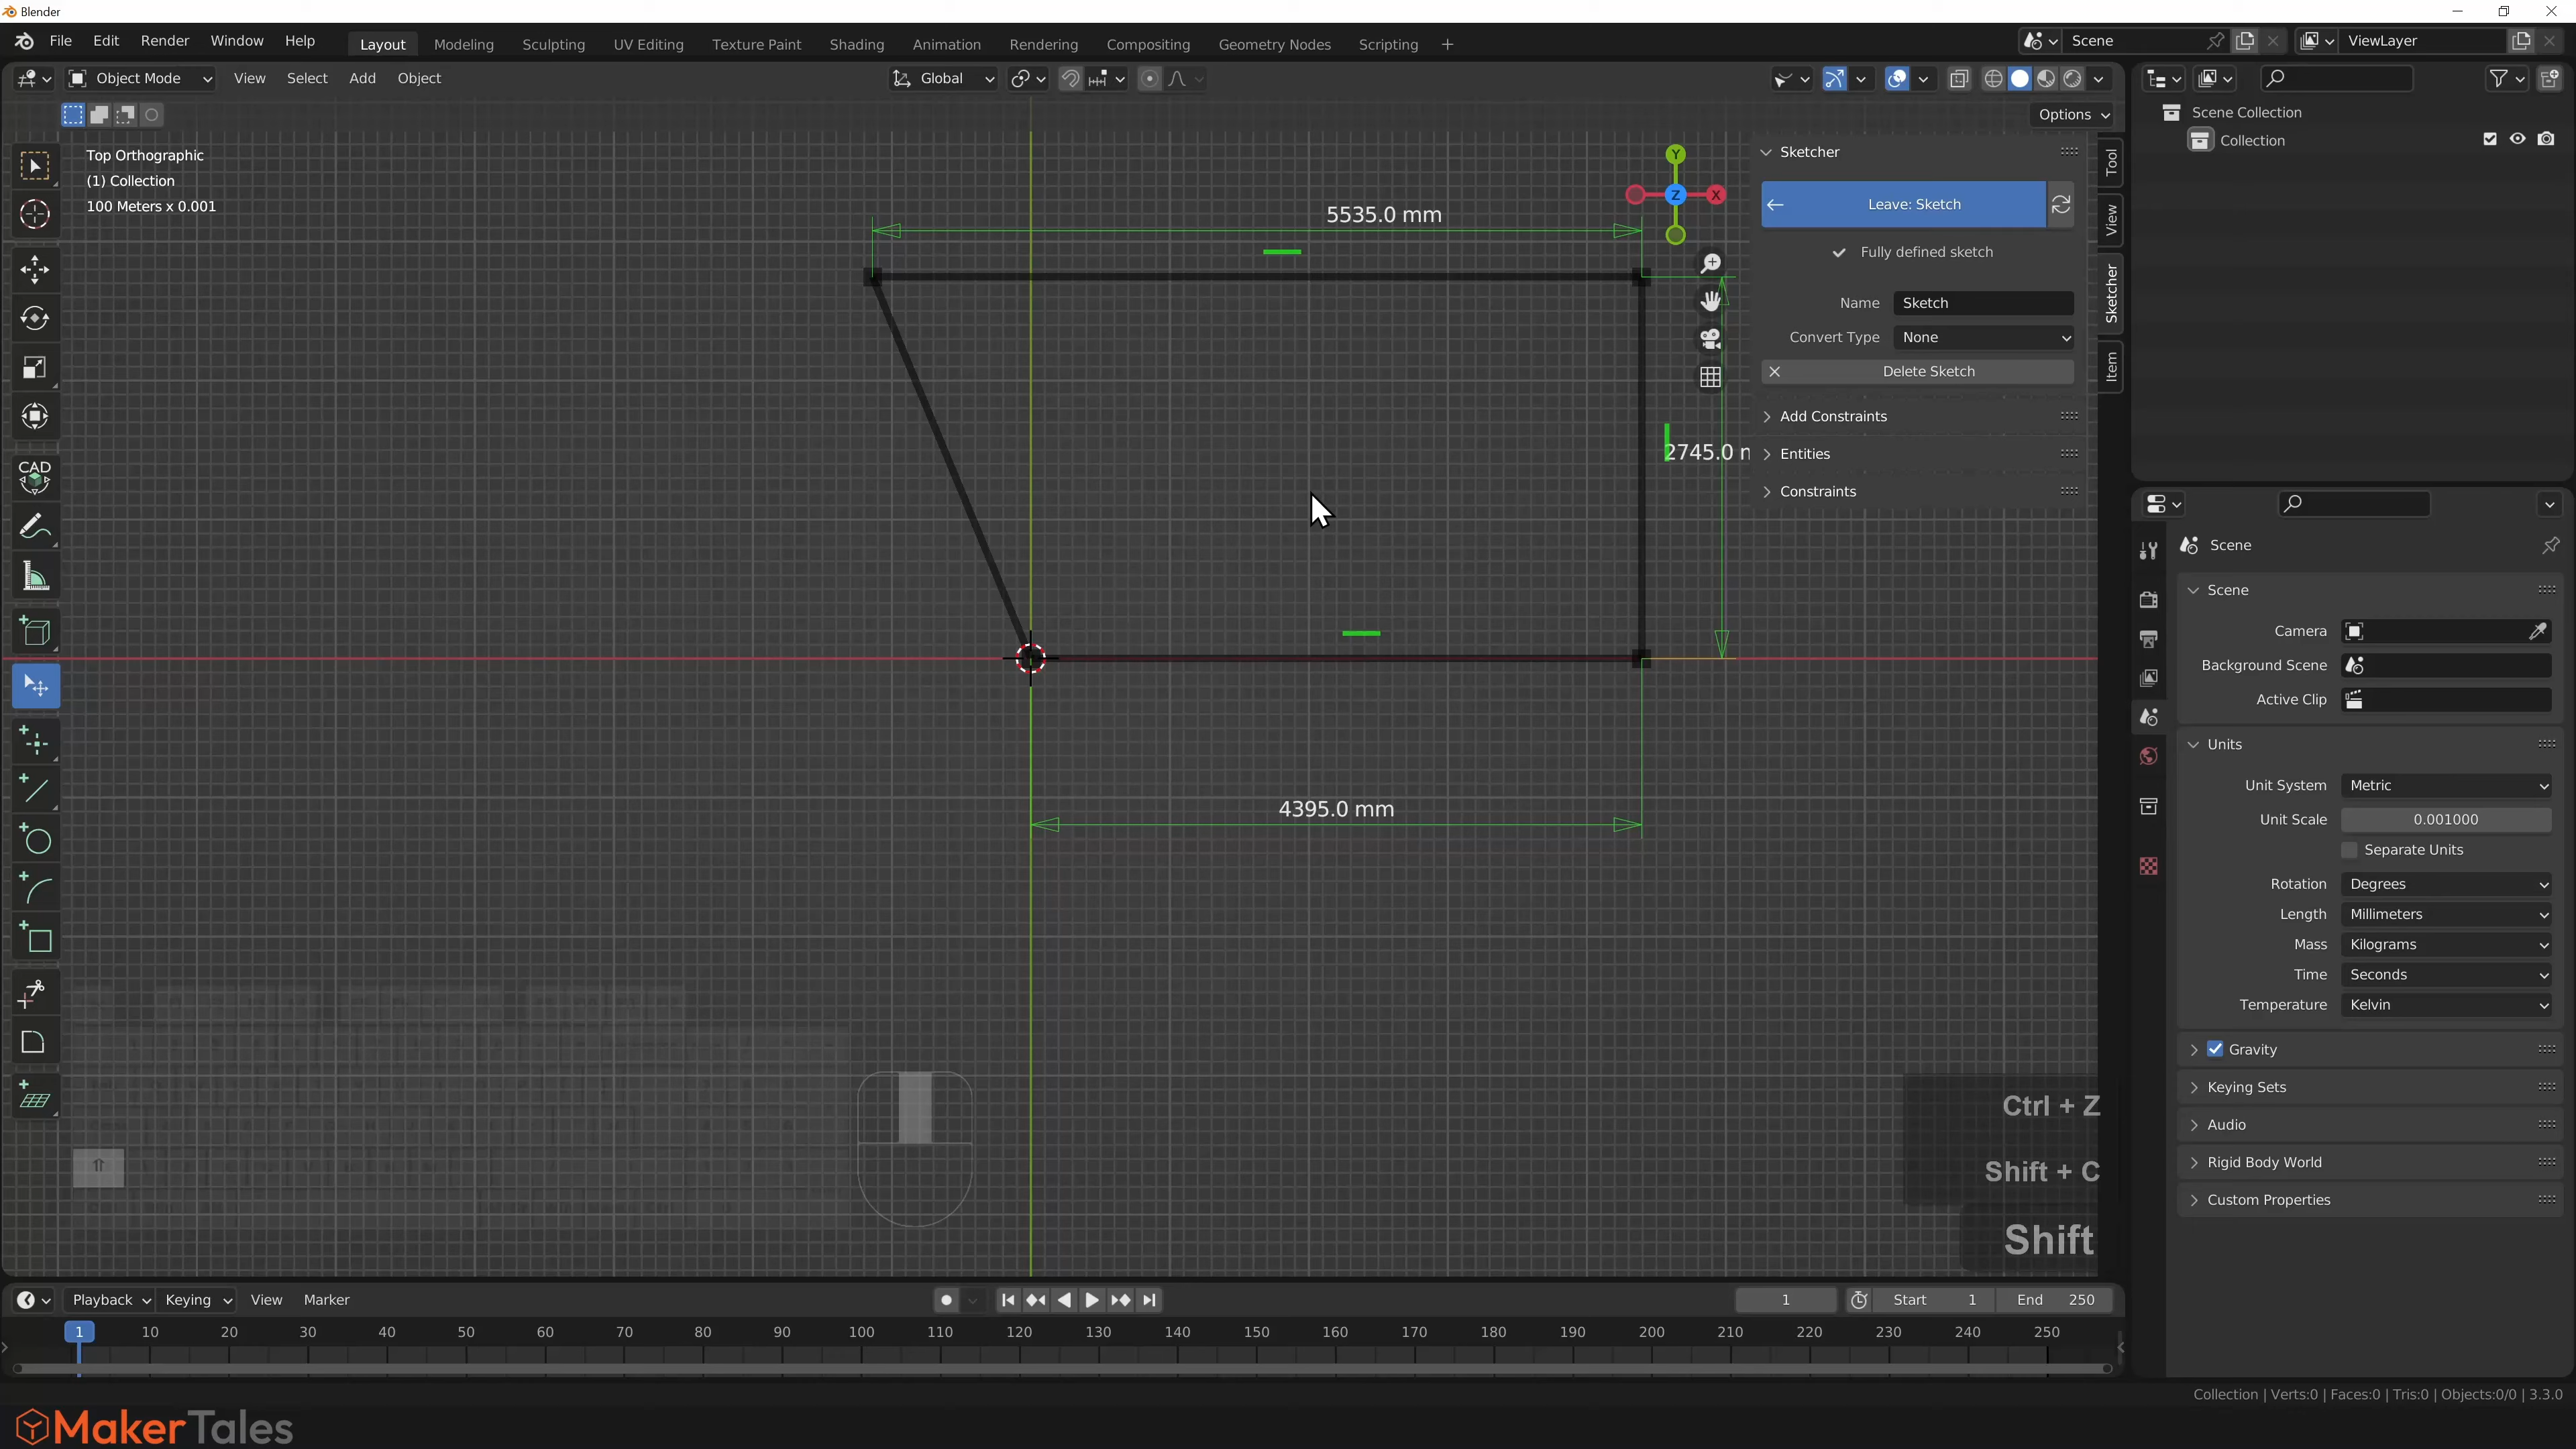 Blender
File Edit Render Window Help Layout Modeling Sculpting UV Editing Texture Paint Shading Animation Rendering Compositing Geometry Nodes Scripting + Scene ViewLayer
Object Mode View Select Add Object Global
Options
Top Orthographic
(1) Collection
100 Meters x 0.001
5535.0 mm
2745.0 m
4395.0 mm
Y
Z
X
CAD
Sketcher
Leave: Sketch
Fully defined sketch
Name Sketch
Convert Type None
Delete Sketch
Add Constraints
Entities
Constraints
Tool
View
Sketcher
Item
Scene Collection
Collection
Scene
Scene
Camera
Background Scene
Active Clip
Units
Unit System Metric
Unit Scale 0.001000
Separate Units
Rotation Degrees
Length Millimeters
Mass Kilograms
Time Seconds
Temperature Kelvin
Gravity
Keying Sets
Audio
Rigid Body World
Custom Properties
Ctrl + Z
Shift + C
Shift
Playback Keying View Marker 1 Start 1 End 250
1 10 20 30 40 50 60 70 80 90 100 110 120 130 140 150 160 170 180 190 200 210 220 230 240 250
Collection | Verts:0 | Faces:0 | Tris:0 | Objects:0/0 | 3.3.0
MakerTales